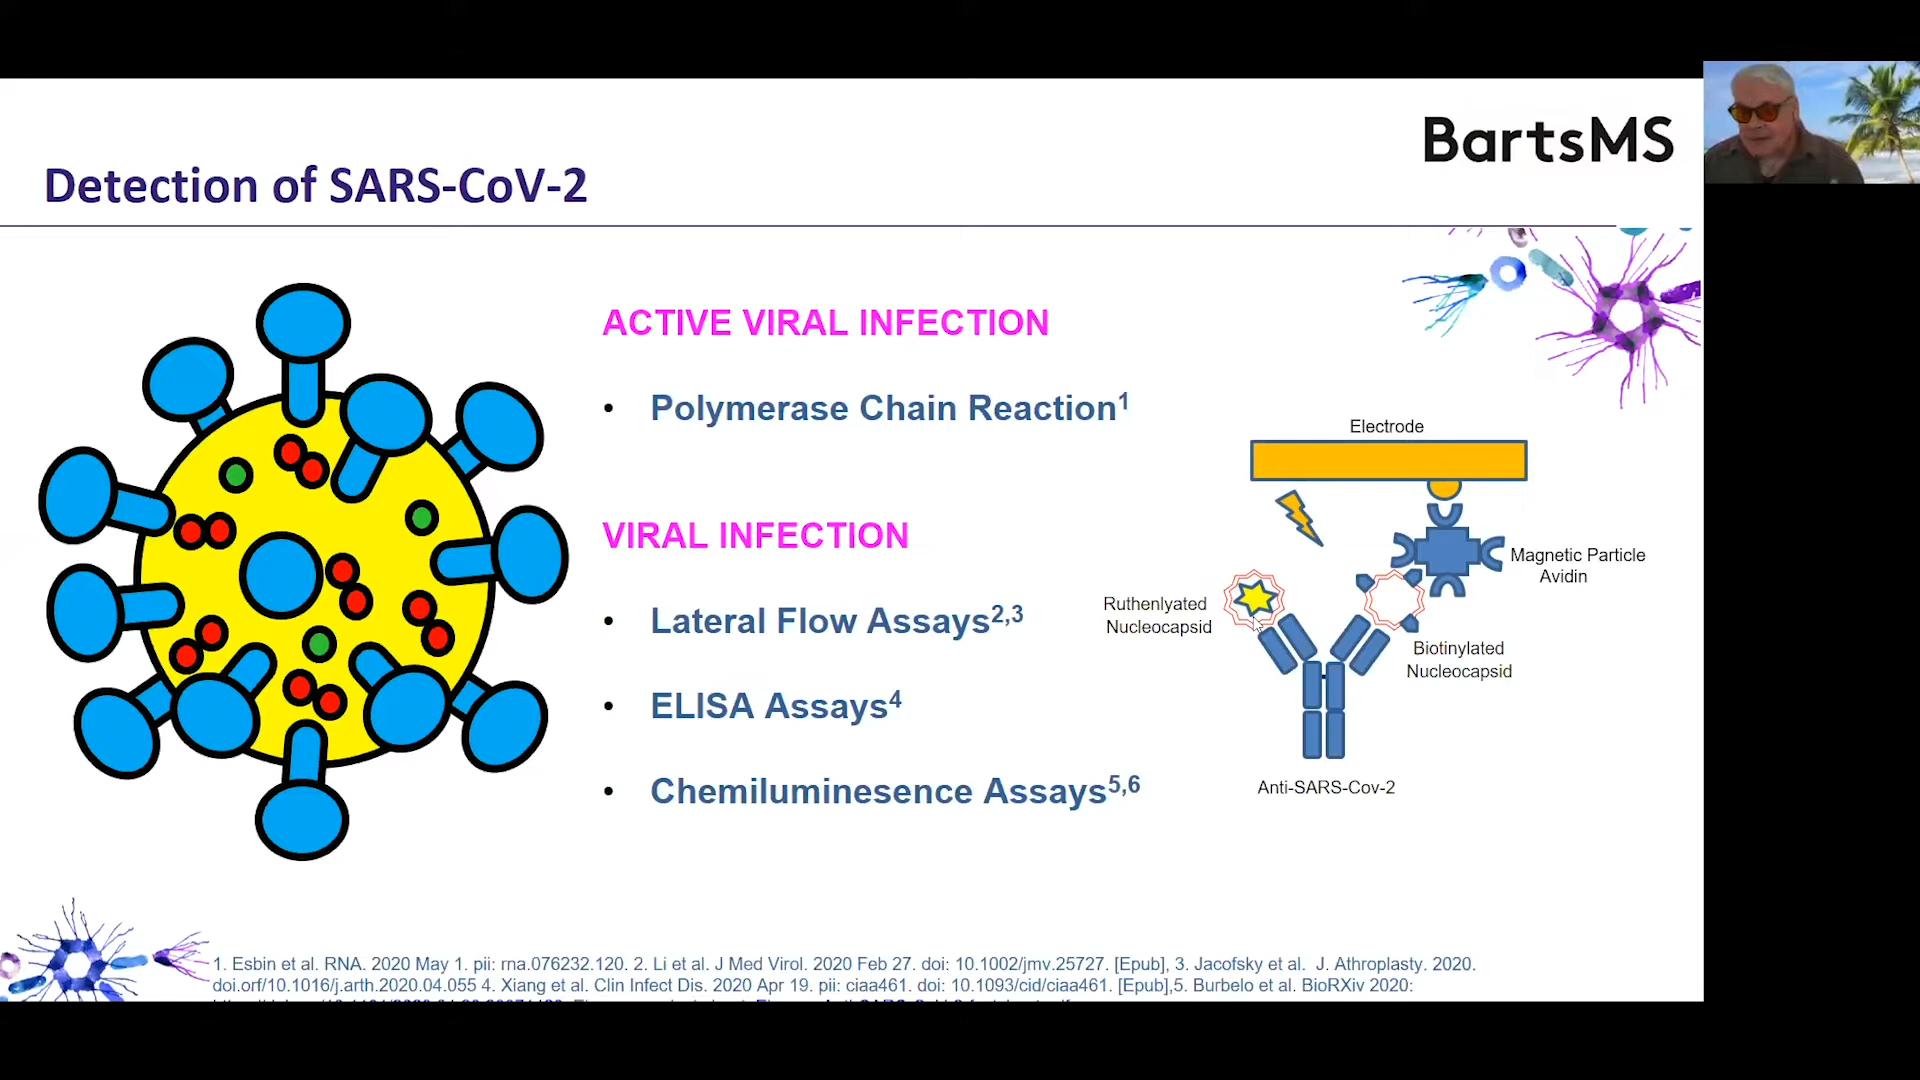 BartsMS
Detection of SARS-CoV-2
ACTIVE VIRAL INFECTION
• Polymerase Chain Reaction1
VIRAL INFECTION
• Lateral Flow Assays2,3
• ELISA Assays4
• Chemiluminesence Assays5,6
Electrode
Magnetic Particle
Avidin
Ruthenlyated
Nucleocapsid
Biotinylated
Nucleocapsid
Anti-SARS-Cov-2
1. Esbin et al. RNA. 2020 May 1. pii: rna.076232.120. 2. Li et al. J Med Virol. 2020 Feb 27. doi: 10.1002/jmv.25727. [Epub], 3. Jacofsky et al. J. Athroplasty. 2020.
doi.orf/10.1016/j.arth.2020.04.055 4. Xiang et al. Clin Infect Dis. 2020 Apr 19. pii: ciaa461. doi: 10.1093/cid/ciaa461. [Epub],5. Burbelo et al. BioRXiv 2020: